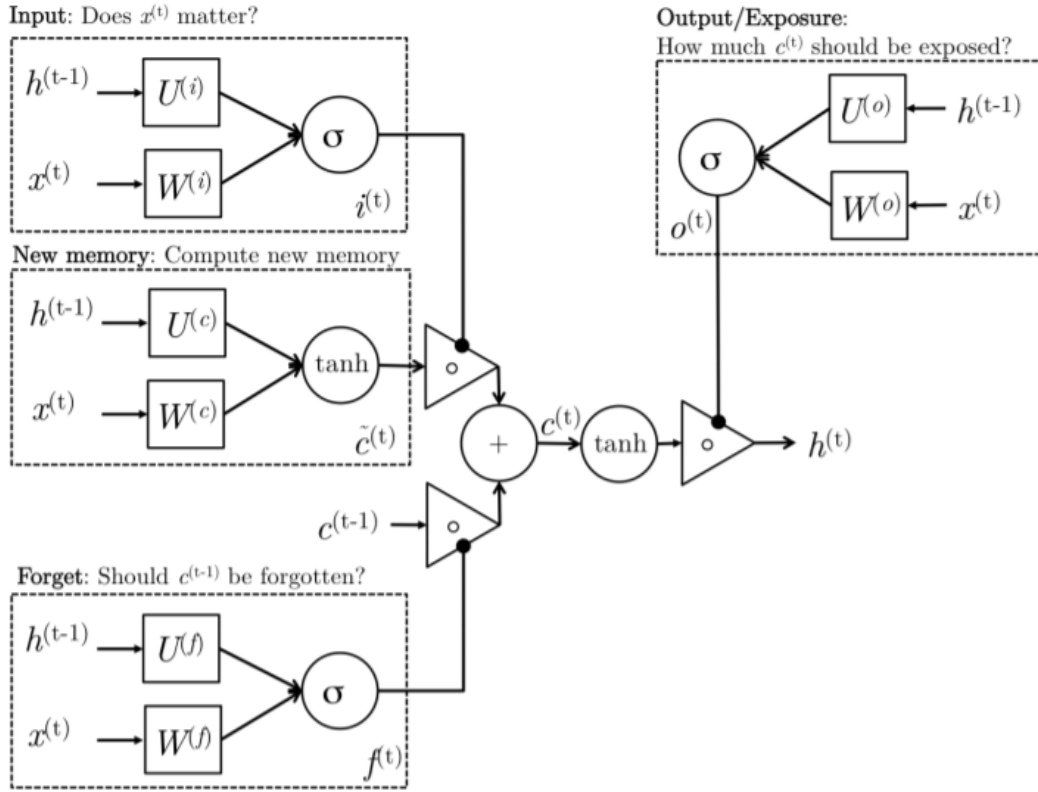 Input: Does x^(t) matter?
h^(t-1)
U^(i)
σ
x^(t)
W^(i)
i^(t)
New memory: Compute new memory
h^(t-1)
U^(c)
tanh
x^(t)
W^(c)
c̃^(t)
Forget: Should c^(t-1) be forgotten?
h^(t-1)
U^(f)
σ
x^(t)
W^(f)
f^(t)
c^(t-1)
+
c^(t)
tanh
h^(t)
Output/Exposure:
How much c^(t) should be exposed?
U^(o)
h^(t-1)
σ
W^(o)
x^(t)
o^(t)